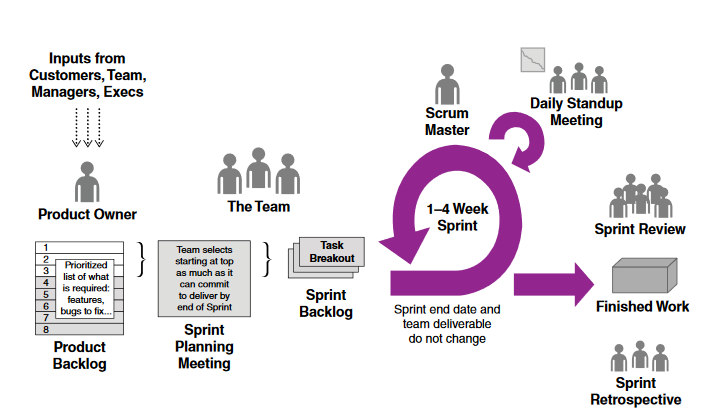 Inputs from
Customers, Team,
Managers, Execs
Product Owner
1
2
3
4
5
6
7
8
Prioritized
list of what
is required:
features,
bugs to fix...
Product
Backlog
The Team
Team selects
starting at top
as much as it
can commit
to deliver by
end of Sprint
Sprint
Planning
Meeting
Task
Breakout
Sprint
Backlog
Scrum
Master
Daily Standup
Meeting
1–4 Week
Sprint
Sprint end date and
team deliverable
do not change
Sprint Review
Finished Work
Sprint
Retrospective